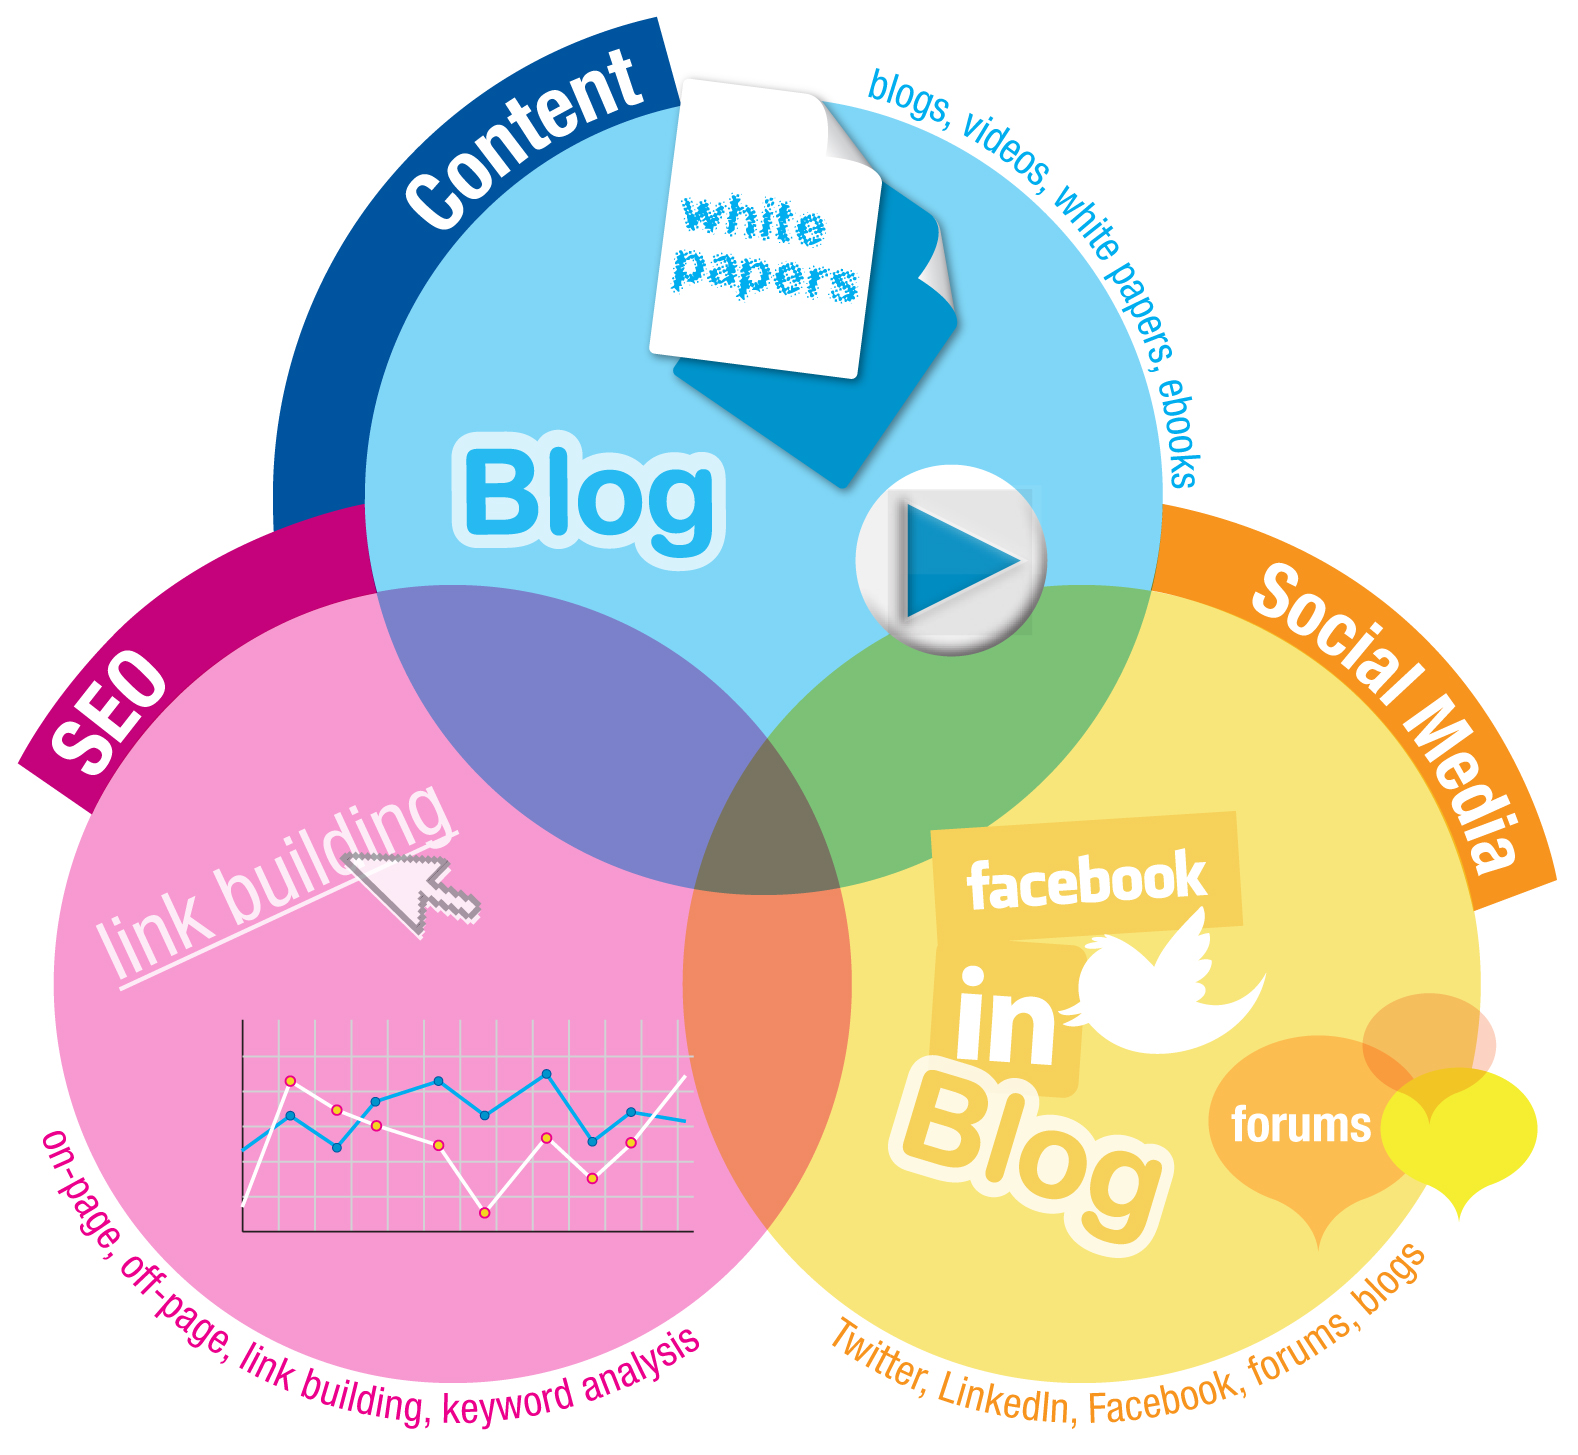 Content
blogs, videos, white papers, ebooks
white
papers
Blog
SEO
link building
on-page, off-page, link building, keyword analysis
Social Media
facebook
in
Blog
forums
Twitter, LinkedIn, Facebook, forums, blogs